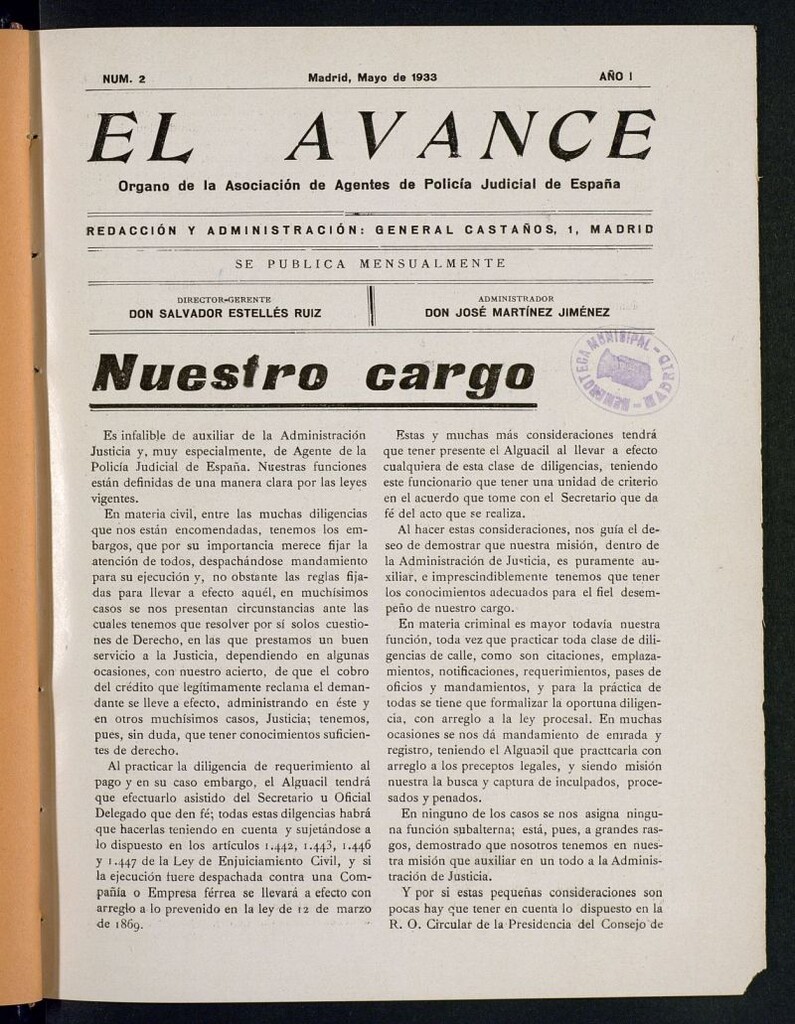 NUM. 2
Madrid, Mayo de 1933
AÑO I
EL AVANCE
Organo de la Asociación de Agentes de Policía Judicial de España
REDACCIÓN Y ADMINISTRACIÓN: GENERAL CASTAÑOS, 1, MADRID
SE PUBLICA MENSUALMENTE
DIRECTOR-GERENTE
DON SALVADOR ESTELLÉS RUIZ
ADMINISTRADOR
DON JOSÉ MARTÍNEZ JIMÉNEZ
HEMEROTECA MUNICIPAL - MADRID -
Nuestro cargo
Es infalible de auxiliar de la Administración
Justicia y, muy especialmente, de Agente de la
Policía Judicial de España. Nuestras funciones
están definidas de una manera clara por las leyes
vigentes.
En materia civil, entre las muchas diligencias
que nos están encomendadas, tenemos los em-
bargos, que por su importancia merece fijar la
atención de todos, despachándose mandamiento
para su ejecución y, no obstante las reglas fija-
das para llevar a efecto aquél, en muchísimos
casos se nos presentan circunstancias ante las
cuales tenemos que resolver por sí solos cuestio-
nes de Derecho, en las que prestamos un buen
servicio a la Justicia, dependiendo en algunas
ocasiones, con nuestro acierto, de que el cobro
del crédito que legítimamente reclama el deman-
dante se lleve a efecto, administrando en éste y
en otros muchísimos casos, Justicia; tenemos,
pues, sin duda, que tener conocimientos suficien-
tes de derecho.
Al practicar la diligencia de requerimiento al
pago y en su caso embargo, el Alguacil tendrá
que efectuarlo asistido del Secretario u Oficial
Delegado que den fé; todas estas dilgencias habrá
que hacerlas teniendo en cuenta y sujetándose a
lo dispuesto en los artículos 1.442, 1.443, 1.446
y 1.447 de la Ley de Enjuiciamiento Civil, y si
la ejecución fuere despachada contra una Com-
pañía o Empresa férrea se llevará a efecto con
arreglo a lo prevenido en la ley de 12 de marzo
de 1869.
Estas y muchas más consideraciones tendrá
que tener presente el Alguacil al llevar a efecto
cualquiera de esta clase de diligencias, teniendo
este funcionario que tener una unidad de criterio
en el acuerdo que tome con el Secretario que da
fé del acto que se realiza.
Al hacer estas consideraciones, nos guía el de-
seo de demostrar que nuestra misión, dentro de
la Administración de Justicia, es puramente au-
xiliar, e imprescindiblemente tenemos que tener
los conocimientos adecuados para el fiel desem-
peño de nuestro cargo.
En materia criminal es mayor todavía nuestra
función, toda vez que practicar toda clase de dili-
gencias de calle, como son citaciones, emplaza-
mientos, notificaciones, requerimientos, pases de
oficios y mandamientos, y para la práctica de
todas se tiene que formalizar la oportuna diligen-
cia, con arreglo a la ley procesal. En muchas
ocasiones se nos dá mandamiento de entrada y
registro, teniendo el Alguacil que practicarla con
arreglo a los preceptos legales, y siendo misión
nuestra la busca y captura de inculpados, proce-
sados y penados.
En ninguno de los casos se nos asigna ningu-
na función subalterna; está, pues, a grandes ras-
gos, demostrado que nosotros tenemos en nues-
tra misión que auxiliar en un todo a la Adminis-
tración de Justicia.
Y por si estas pequeñas consideraciones son
pocas hay que tener en cuenta lo dispuesto en la
R. O. Circular de la Presidencia del Consejo de